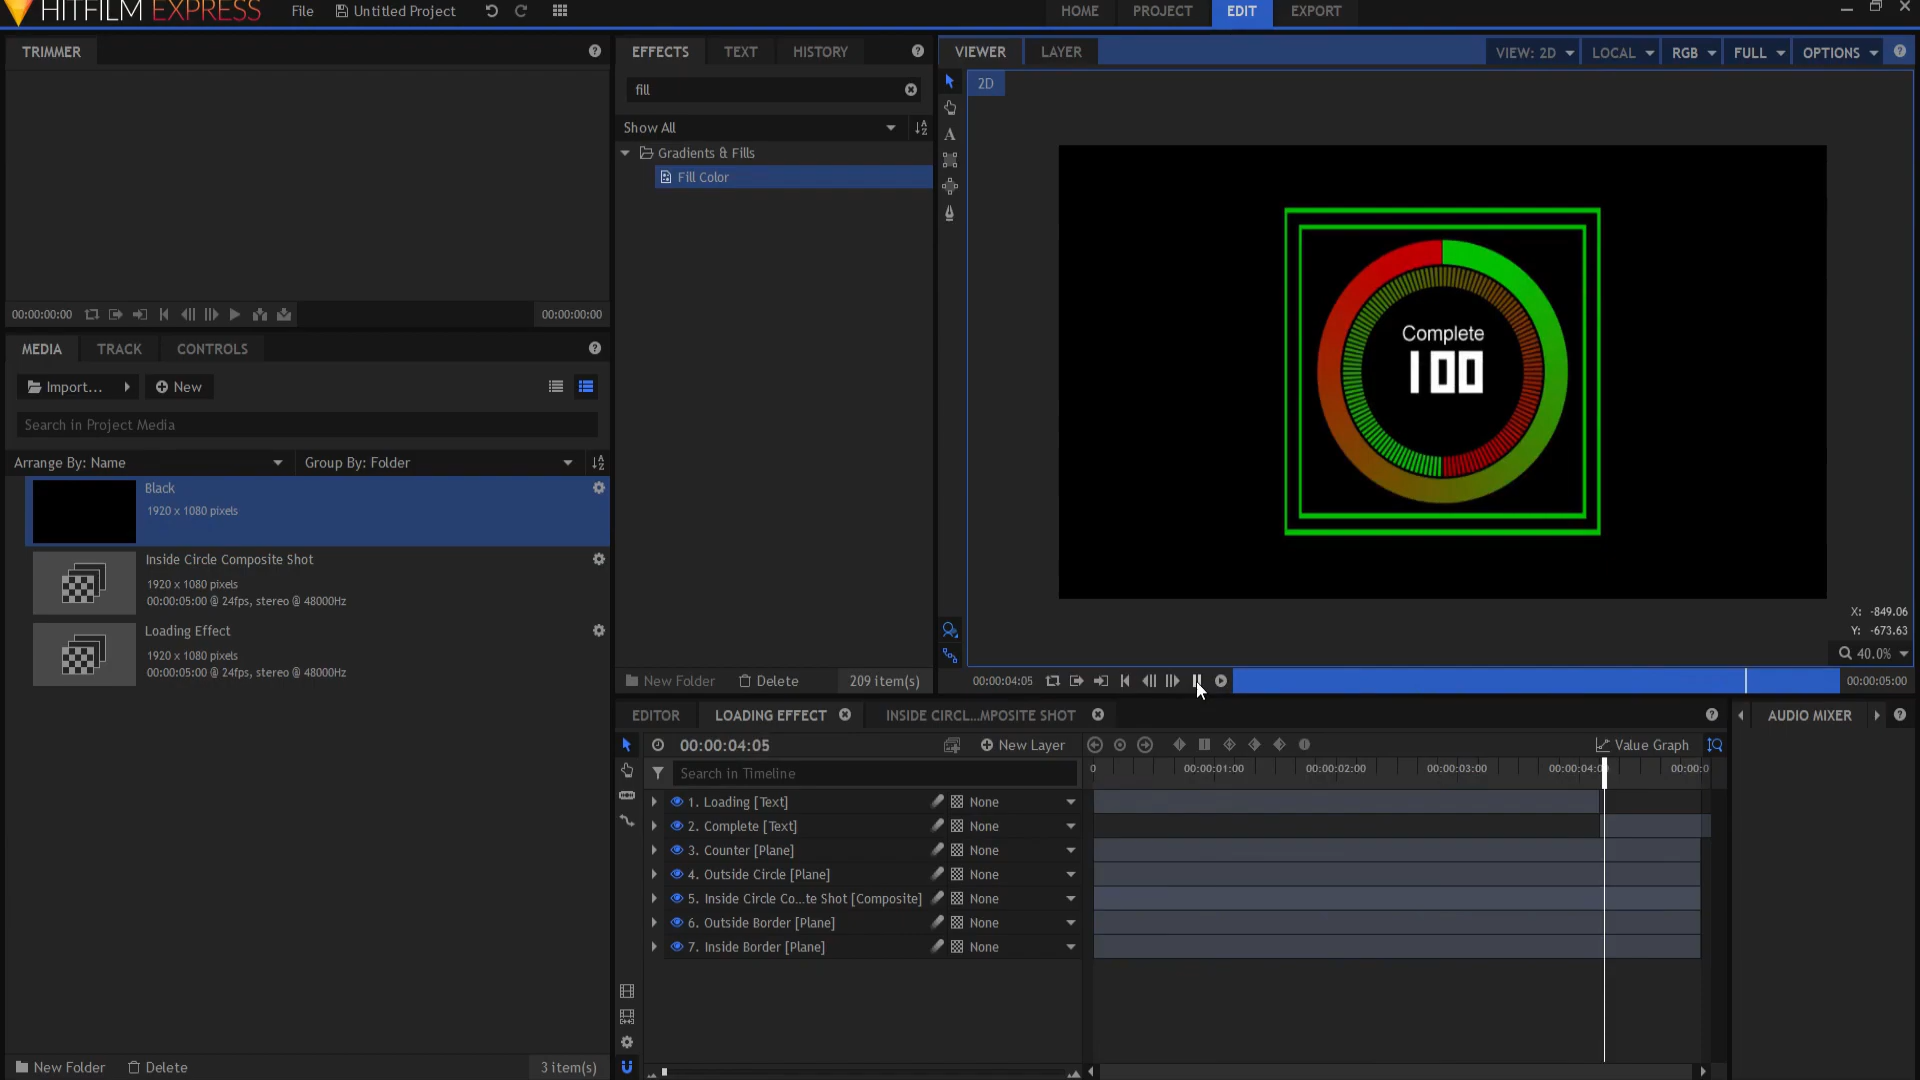 HITFILM EXPRESS
File
Untitled Project
HOME
PROJECT
EDIT
EXPORT
TRIMMER
EFFECTS
TEXT
HISTORY
VIEWER
LAYER
VIEW: 2D
LOCAL
RGB
FULL
OPTIONS
fill
2D
Show All
Gradients & Fills
Fill Color
Complete
100
00:00:00:00
00:00:00:00
MEDIA
TRACK
CONTROLS
Import...
New
Search in Project Media
Arrange By: Name
Group By: Folder
Black
1920 x 1080 pixels
Inside Circle Composite Shot
1920 x 1080 pixels
00:00:05:00 @ 24fps, stereo @ 48000Hz
Loading Effect
1920 x 1080 pixels
00:00:05:00 @ 24fps, stereo @ 48000Hz
X: -849.06
Y: -673.63
40.0%
New Folder
Delete
209 item(s)
00:00:04:05
00:00:05:00
EDITOR
LOADING EFFECT
INSIDE CIRCL...MPOSITE SHOT
AUDIO MIXER
00:00:04:05
New Layer
Value Graph
Search in Timeline
0
00:00:01:00
00:00:02:00
00:00:03:00
00:00:04:0
00:00:0
1. Loading [Text]
None
2. Complete [Text]
None
3. Counter [Plane]
None
4. Outside Circle [Plane]
None
5. Inside Circle Co...te Shot [Composite]
None
6. Outside Border [Plane]
None
7. Inside Border [Plane]
None
New Folder
Delete
3 item(s)